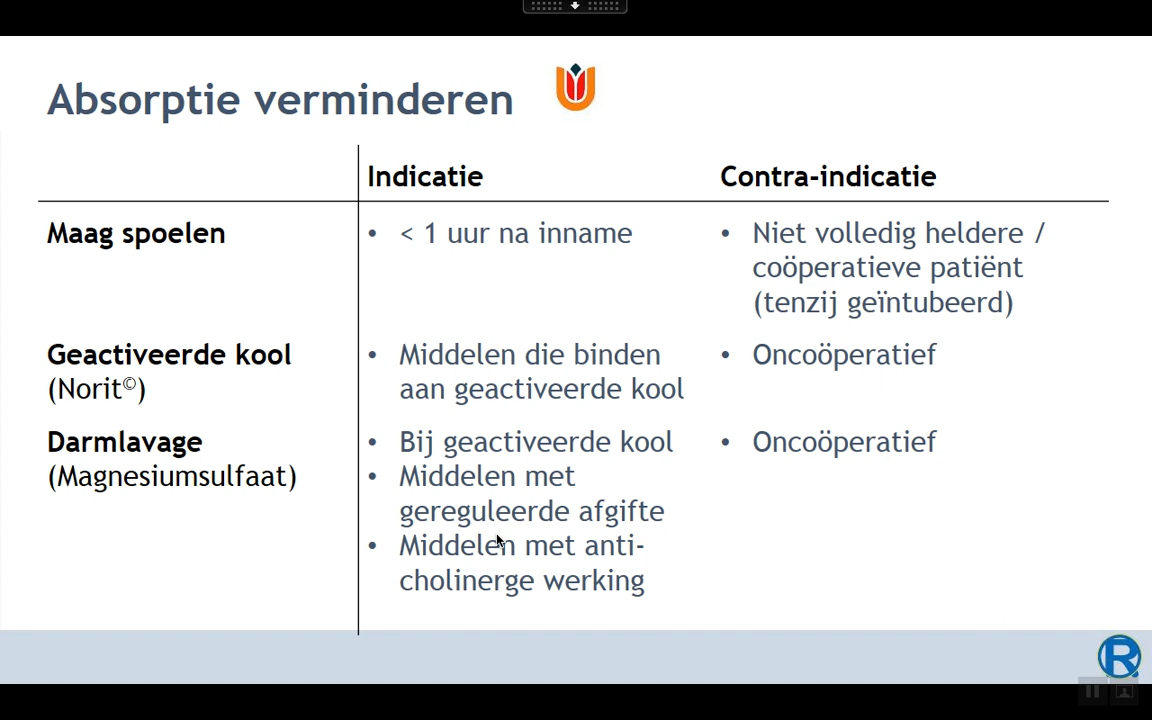 Absorptie verminderen
Indicatie
Contra-indicatie
Maag spoelen
• < 1 uur na inname
• Niet volledig heldere /
coöperatieve patiënt
(tenzij geïntubeerd)
Geactiveerde kool
(Norit©)
• Middelen die binden
aan geactiveerde kool
• Oncoöperatief
Darmlavage
(Magnesiumsulfaat)
• Bij geactiveerde kool
• Middelen met
gereguleerde afgifte
• Middelen met anti-
cholinerge werking
• Oncoöperatief
R